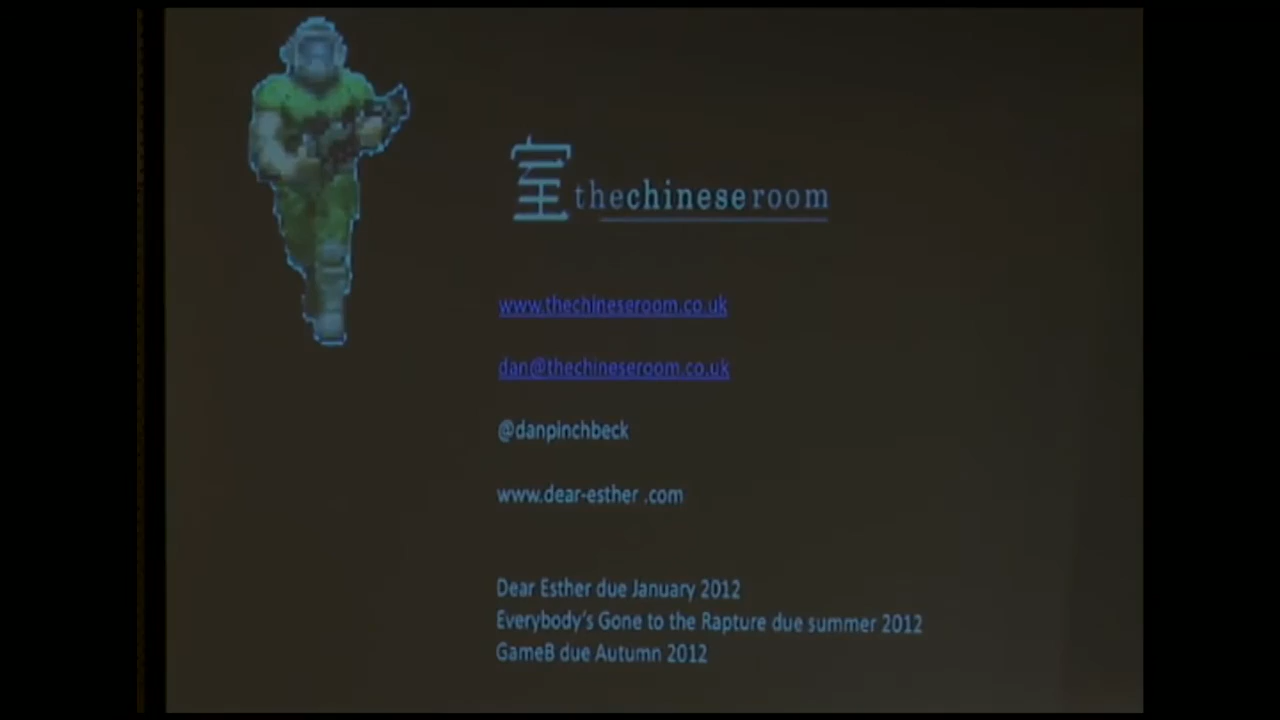 室 thechineseroom
www.thechineseroom.co.uk
dan@thechineseroom.co.uk
@danpinchbeck
www.dear-esther .com
Dear Esther due January 2012
Everybody's Gone to the Rapture due summer 2012
GameB due Autumn 2012